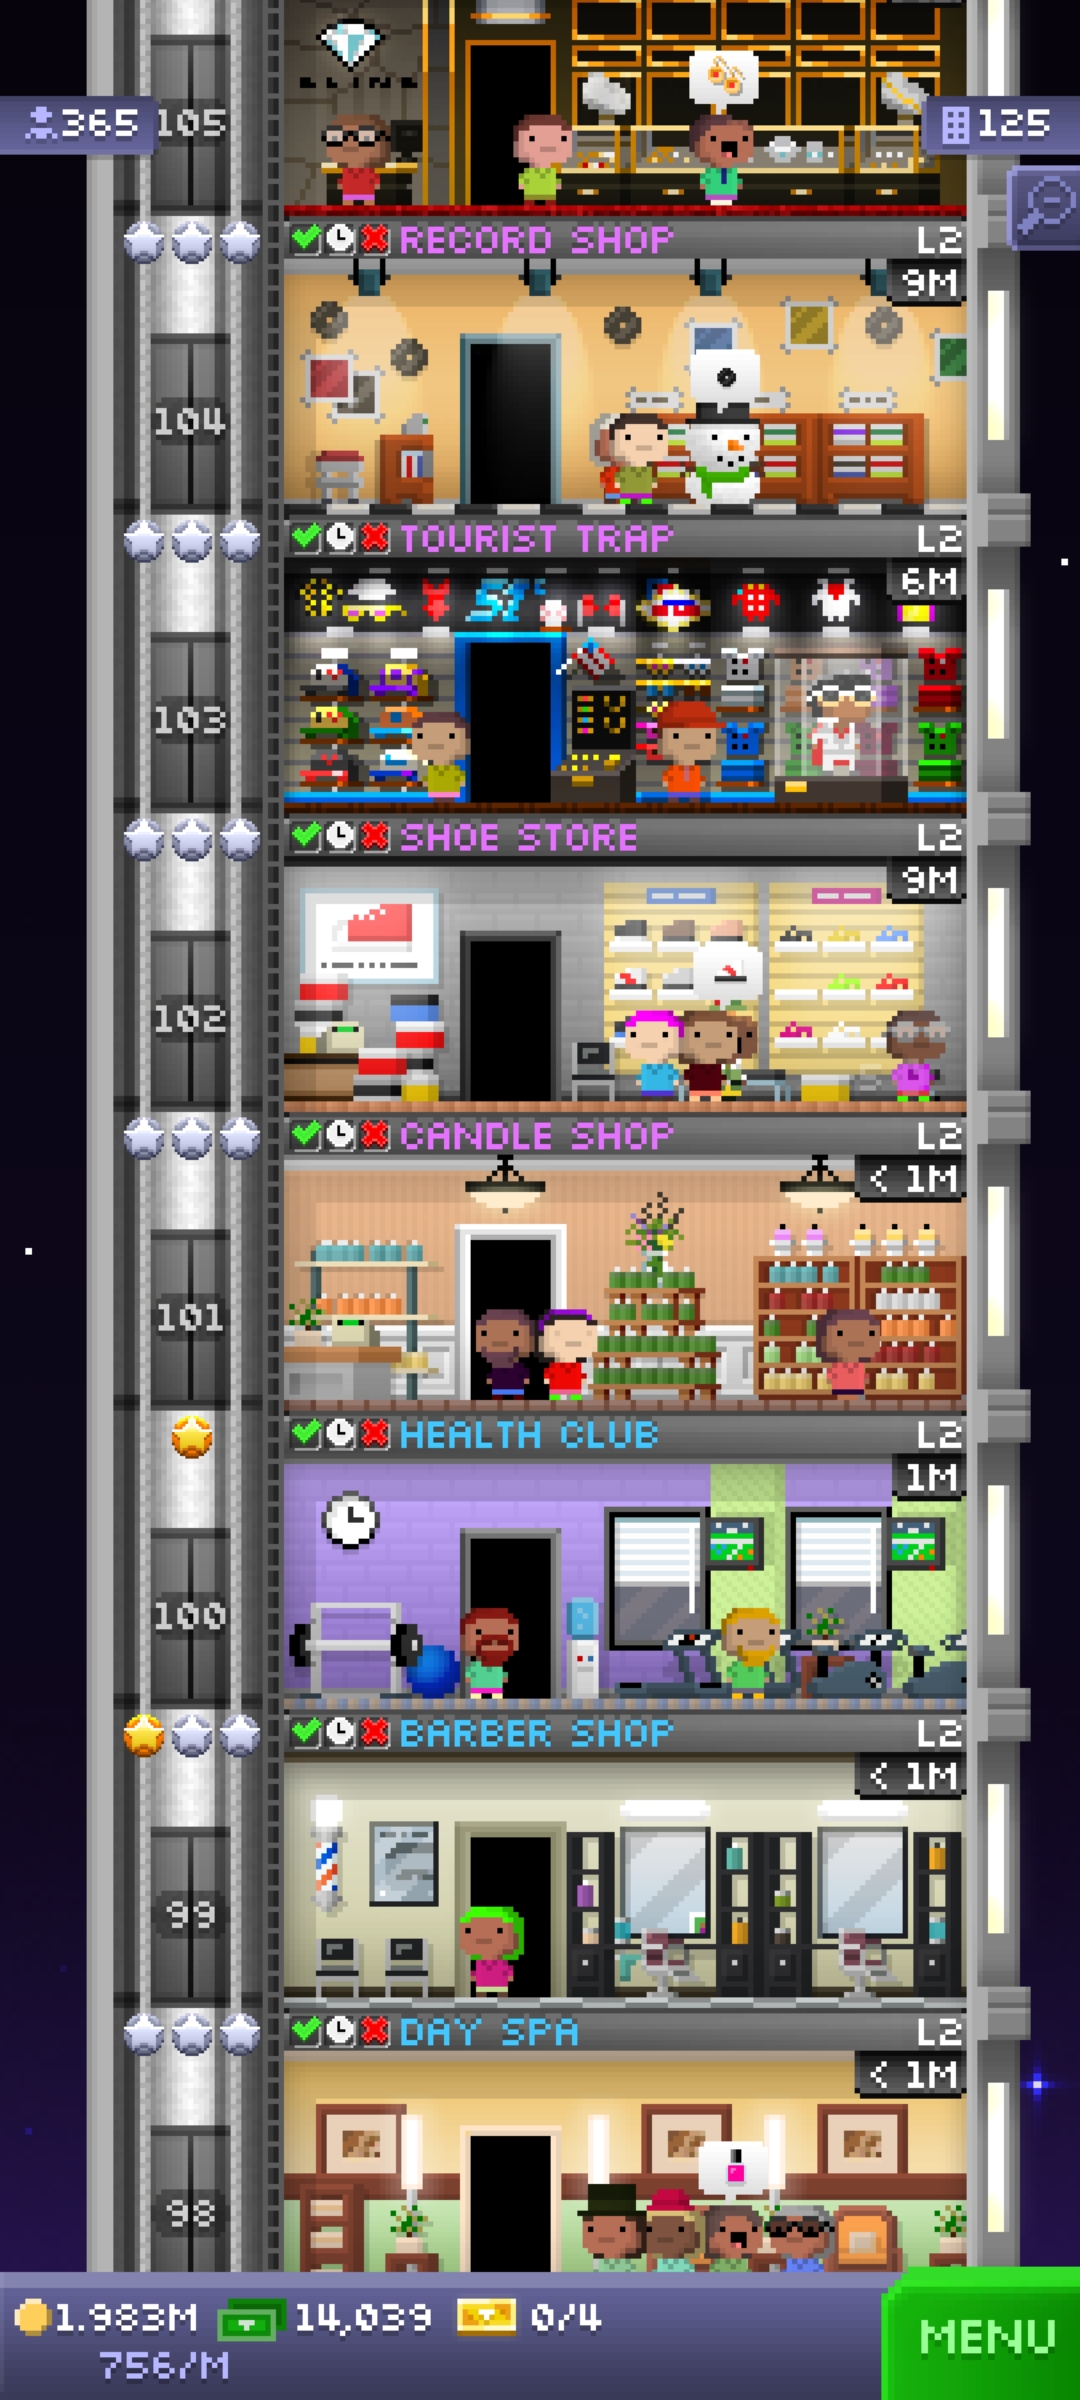 BLING
365
105
125
RECORD SHOP
L2
9M
104
TOURIST TRAP
L2
6M
103
SHOE STORE
L2
9M
102
CANDLE SHOP
L2
< 1M
101
HEALTH CLUB
L2
1M
100
BARBER SHOP
L2
< 1M
99
DAY SPA
L2
< 1M
98
1.983M
14,039
0/4
MENU
756/M